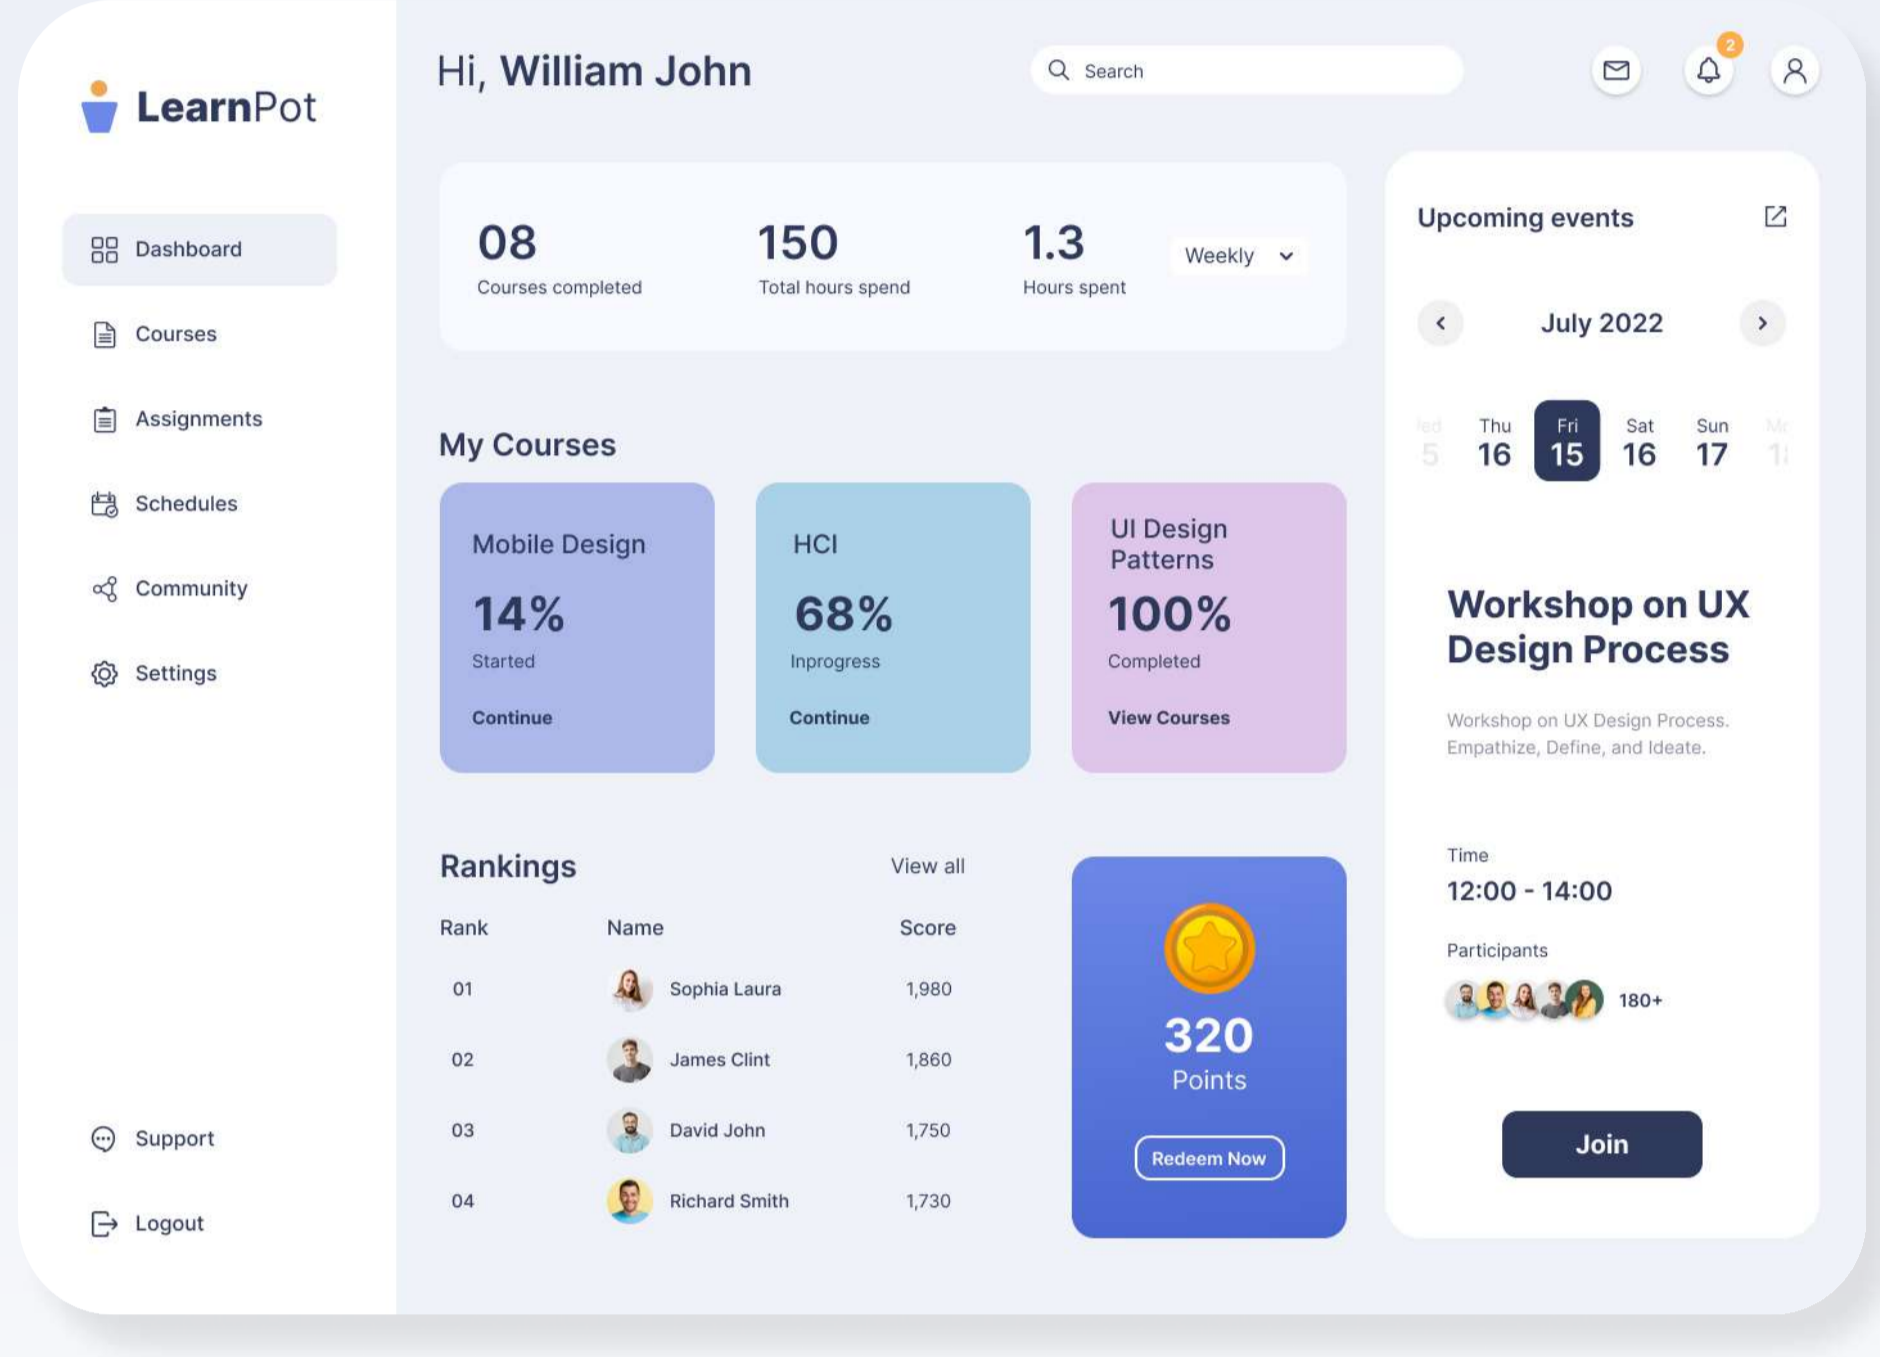 LearnPot
Dashboard
Courses
Assignments
Schedules
Community
Settings
Support
Logout
Hi, William John
Search
2
08
Courses completed
150
Total hours spend
1.3
Hours spent
Weekly
My Courses
Mobile Design
14%
Started
Continue
HCI
68%
Inprogress
Continue
UI Design
Patterns
100%
Completed
View Courses
Rankings
View all
Rank Name Score
01 Sophia Laura 1,980
02 James Clint 1,860
03 David John 1,750
04 Richard Smith 1,730
320
Points
Redeem Now
Upcoming events
July 2022
Thu Fri Sat Sun
5 16 15 16 17
Workshop on UX
Design Process
Workshop on UX Design Process.
Empathize, Define, and Ideate.
Time
12:00 - 14:00
Participants
180+
Join